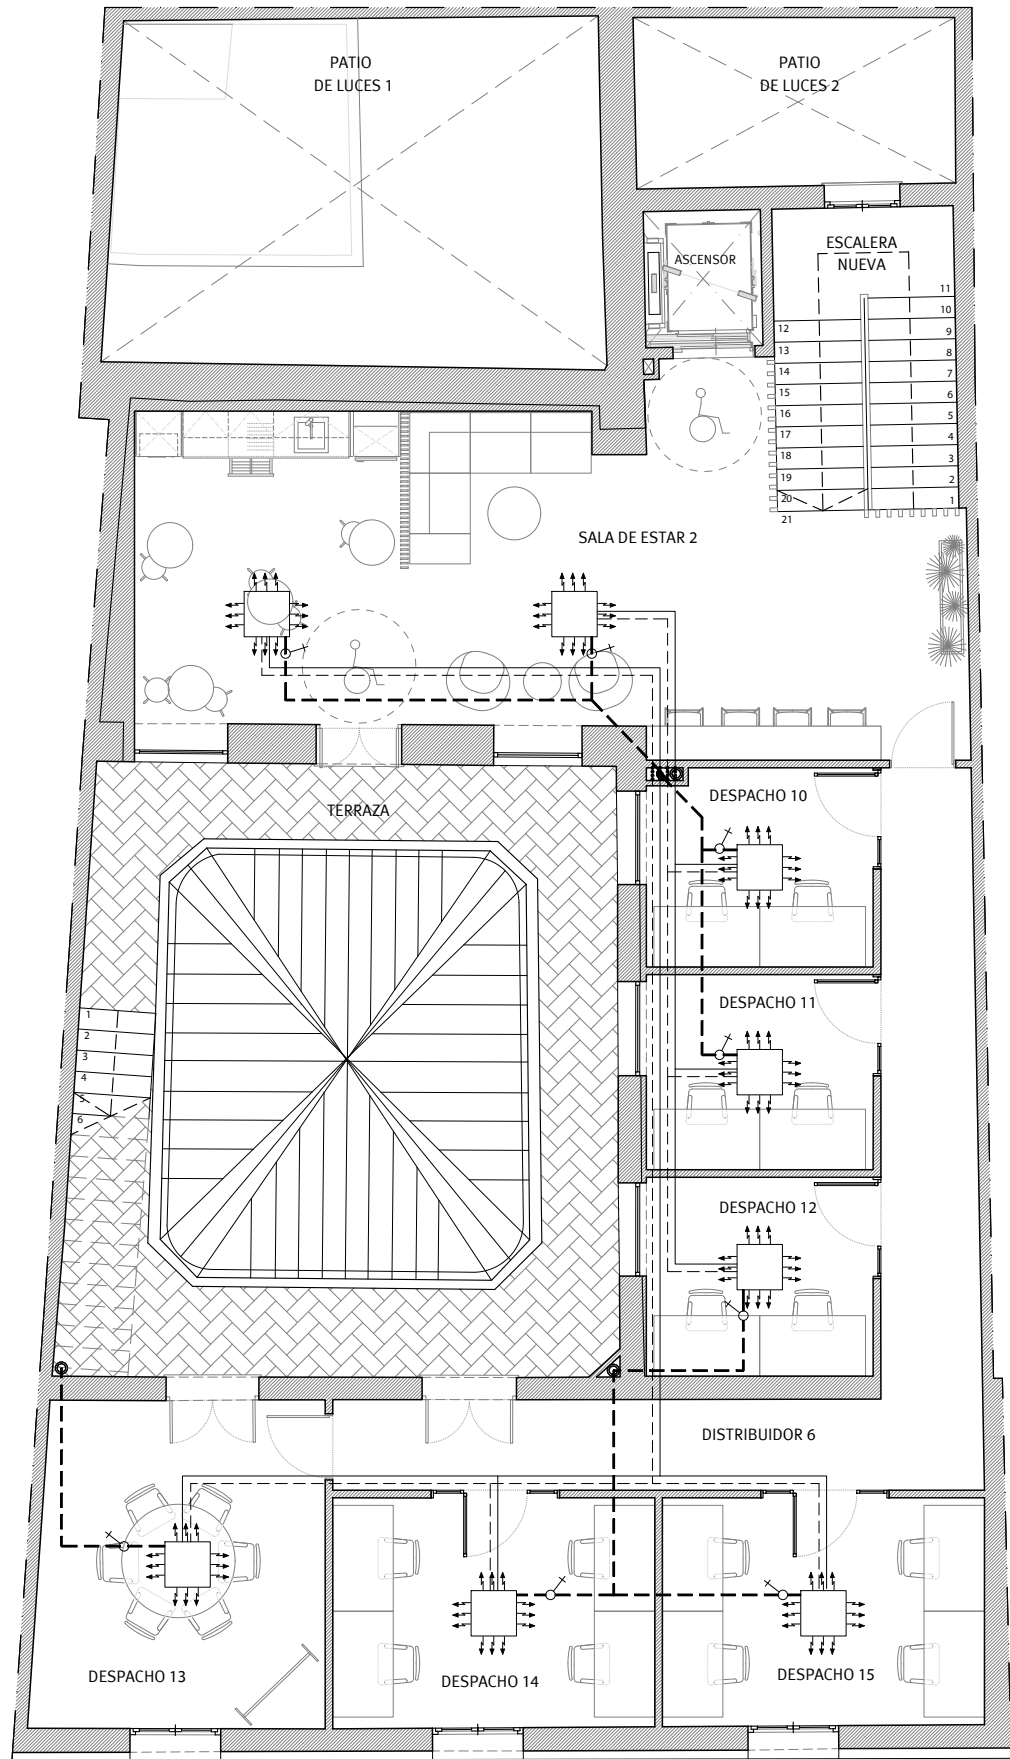 PATIO
DE LUCES 1
PATIO
DE LUCES 2
ASCENSOR
ESCALERA
NUEVA
11
10
9
8
7
6
5
4
3
2
1
12
13
14
15
16
17
18
19
20
21
SALA DE ESTAR 2
TERRAZA
DESPACHO 10
DESPACHO 11
1
2
3
4
5
6
DESPACHO 12
DISTRIBUIDOR 6
DESPACHO 13
DESPACHO 14
DESPACHO 15